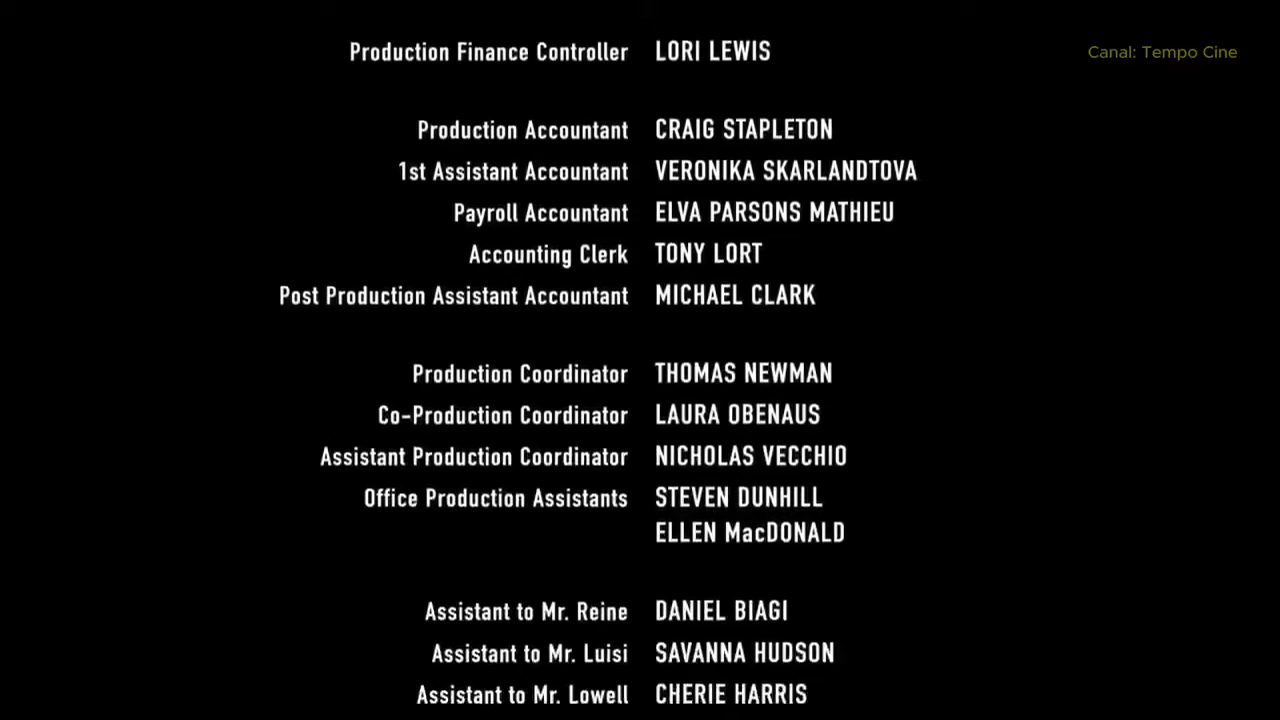 Production Finance Controller LORI LEWIS
Canal: Tempo Cine
Production Accountant CRAIG STAPLETON
1st Assistant Accountant VERONIKA SKARLANDTOVA
Payroll Accountant ELVA PARSONS MATHIEU
Accounting Clerk TONY LORT
Post Production Assistant Accountant MICHAEL CLARK
Production Coordinator THOMAS NEWMAN
Co-Production Coordinator LAURA OBENAUS
Assistant Production Coordinator NICHOLAS VECCHIO
Office Production Assistants STEVEN DUNHILL
ELLEN MacDONALD
Assistant to Mr. Reine DANIEL BIAGI
Assistant to Mr. Luisi SAVANNA HUDSON
Assistant to Mr. Lowell CHERIE HARRIS